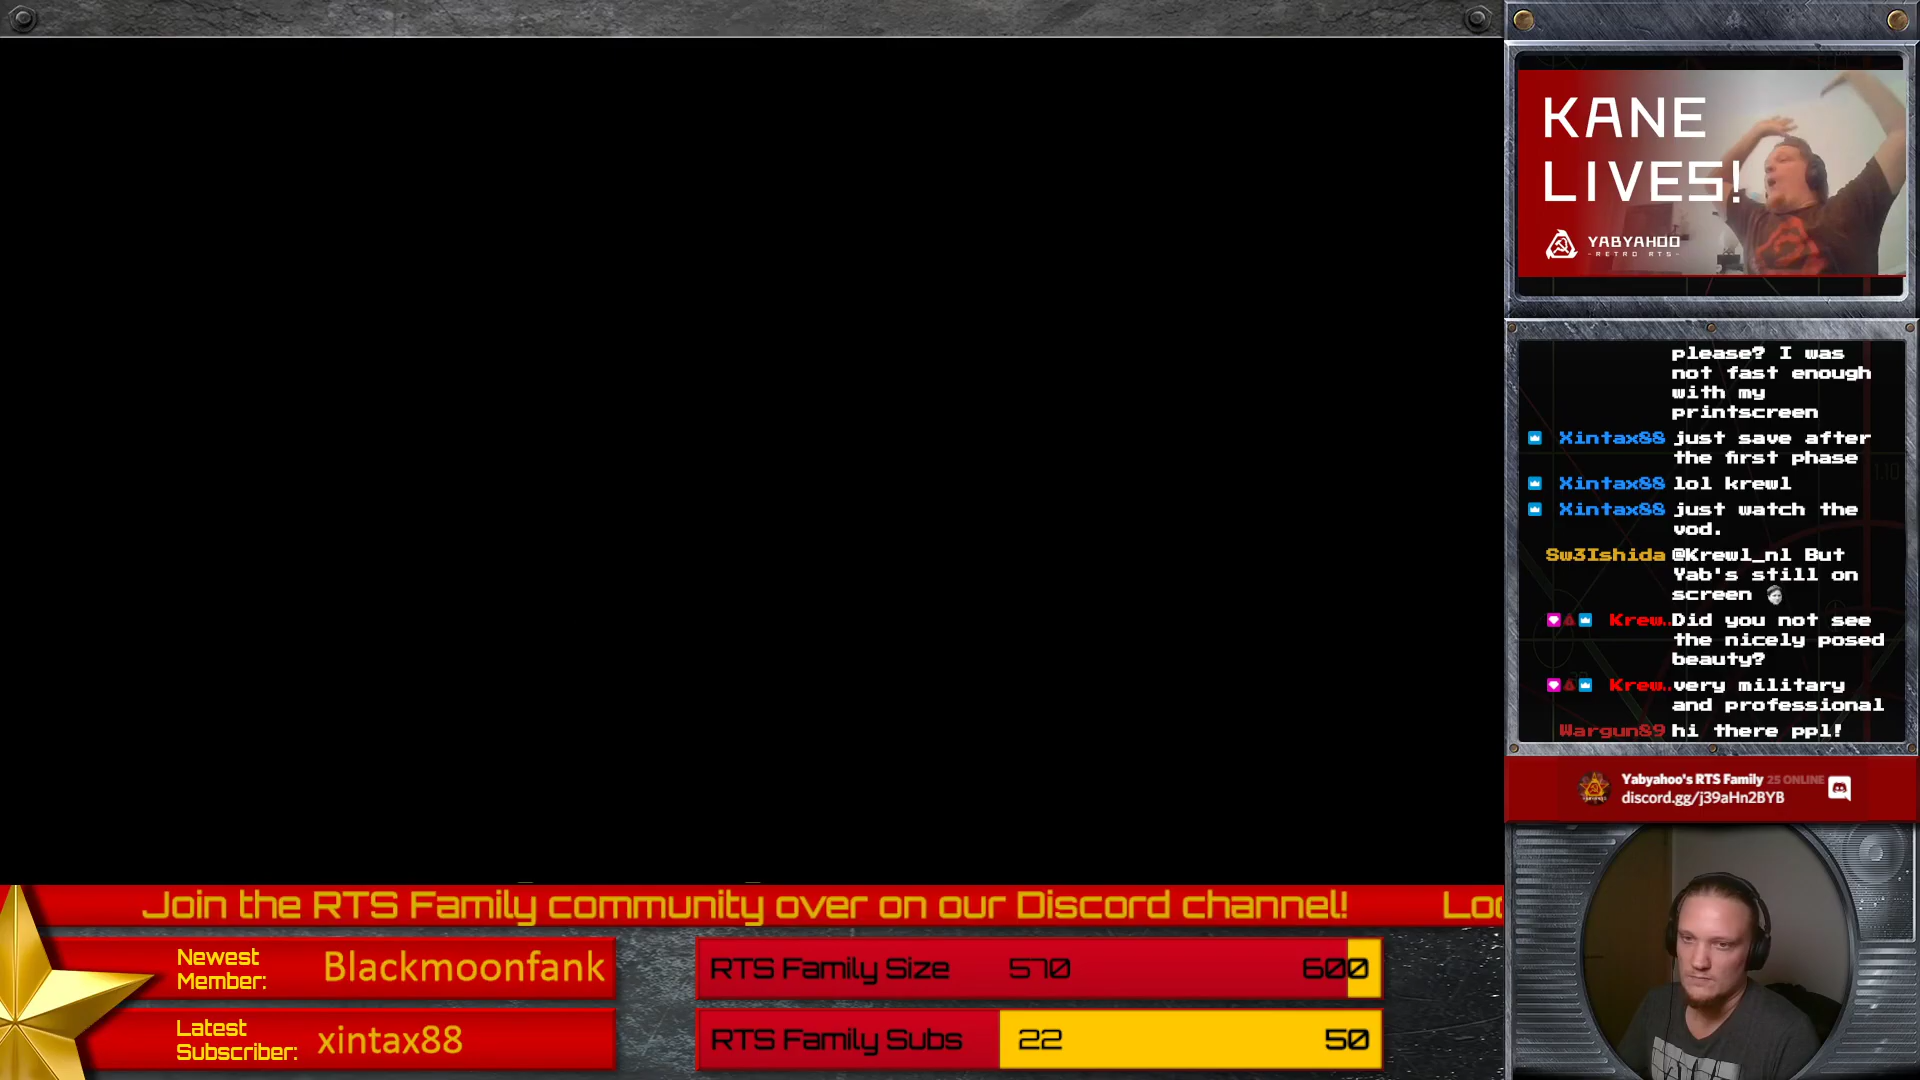 KANE
LIVES!
YABYAHOO
-RETRO RTS-
please? I was
not fast enough
with my
printscreen
Xintax88 just save after
the first phase
Xintax88 lol krewl
Xintax88 just watch the
vod.
Sw3Ishida @Krewl_nl But
Yab's still on
screen
Krew.. Did you not see
the nicely posed
beauty?
Krew.. very military
and professional
Wargun89 hi there ppl!
Yabyahoo's RTS Family 25 ONLINE
discord.gg/j39aHn2BYB
Join the RTS Family community over on our Discord channel! Loo
Newest
Member: Blackmoonfank
RTS Family Size 570 600
Latest
Subscriber: xintax88
RTS Family Subs 22 50